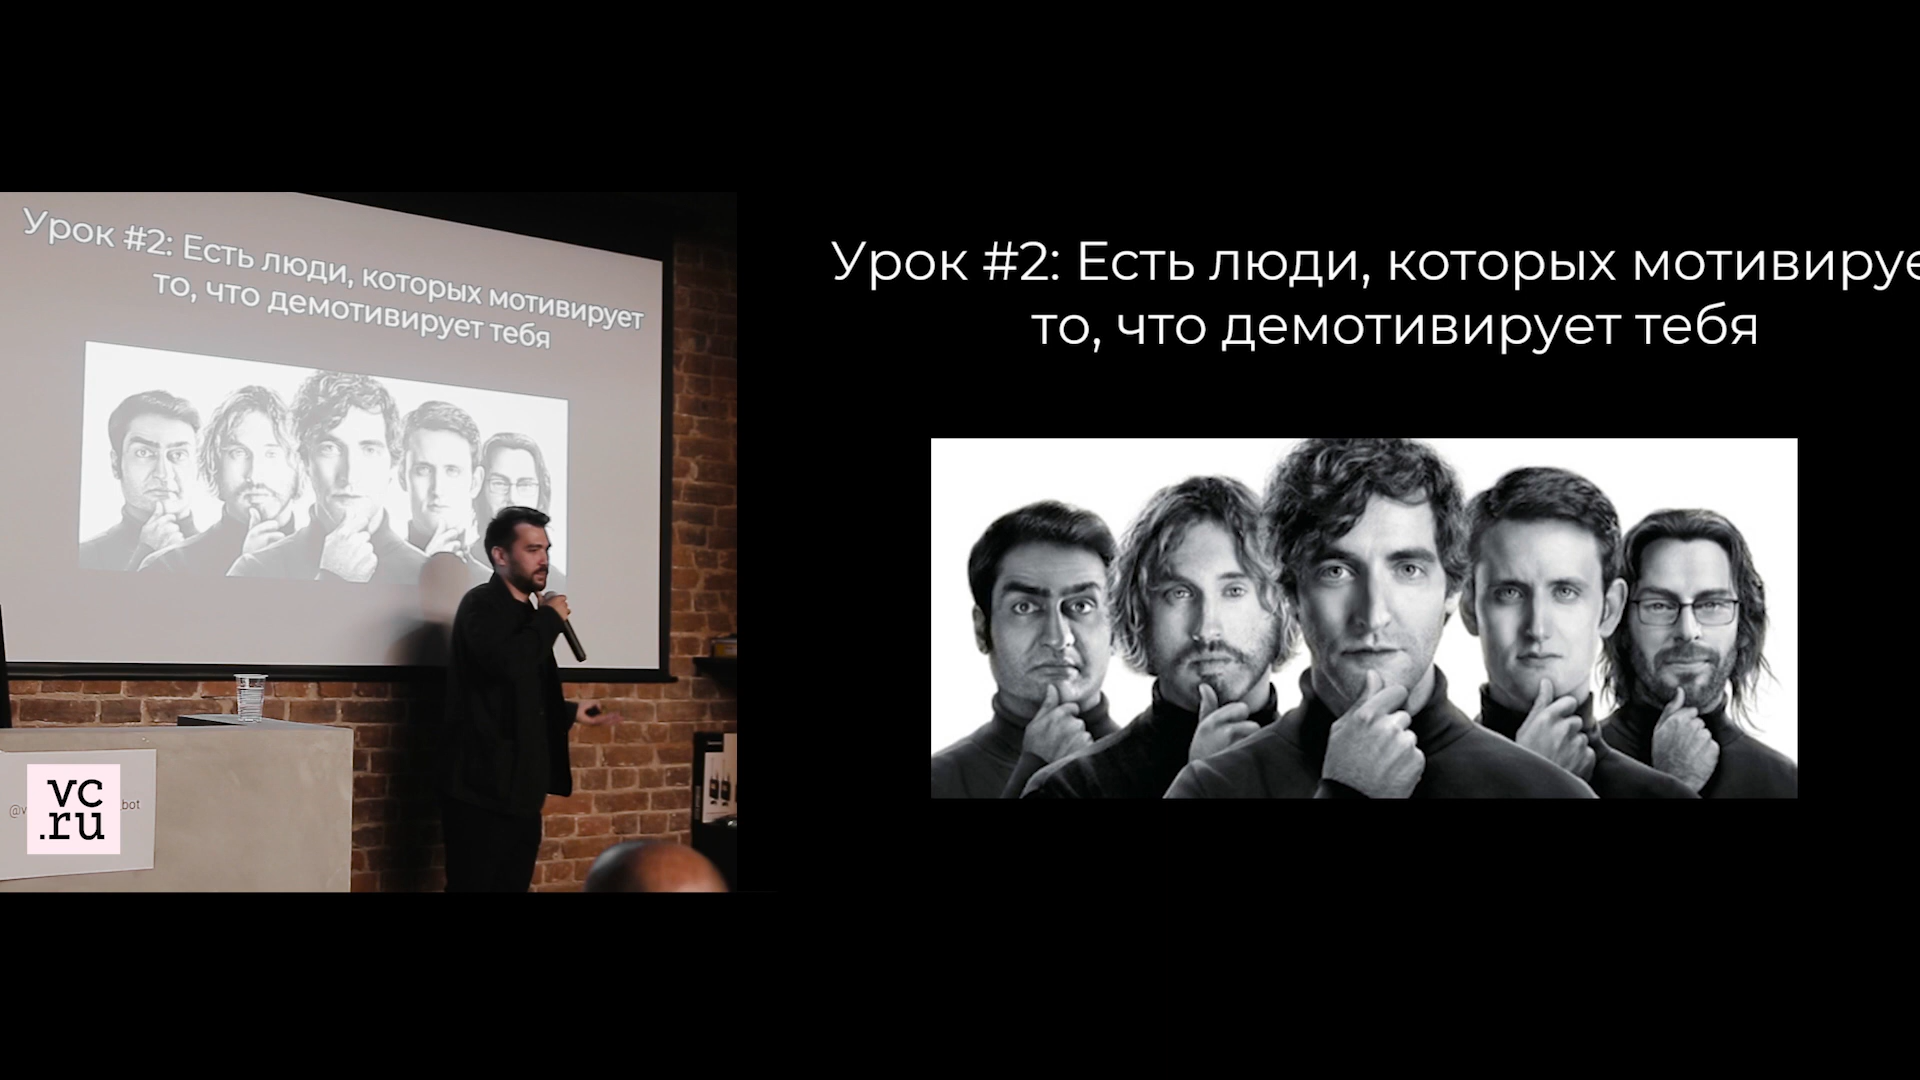 Урок #2: Есть люди, которых мотивирует
то, что демотивирует тебя
@v
bot
vc
.ru
Урок #2: Есть люди, которых мотивируе
то, что демотивирует тебя